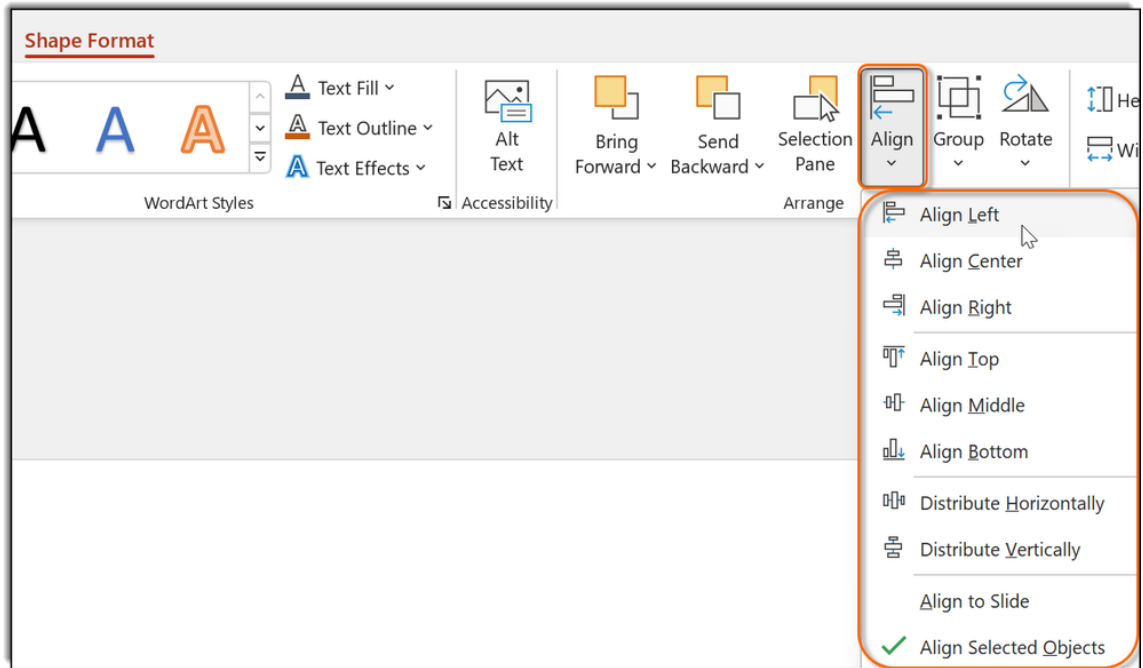 Shape Format
A A A
Text Fill
Text Outline
Text Effects
WordArt Styles
Alt
Text
Accessibility
Bring
Forward
Send
Backward
Selection
Pane
Align
Group
Rotate
Arrange
He
Wi
Align Left
Align Center
Align Right
Align Top
Align Middle
Align Bottom
Distribute Horizontally
Distribute Vertically
Align to Slide
Align Selected Objects